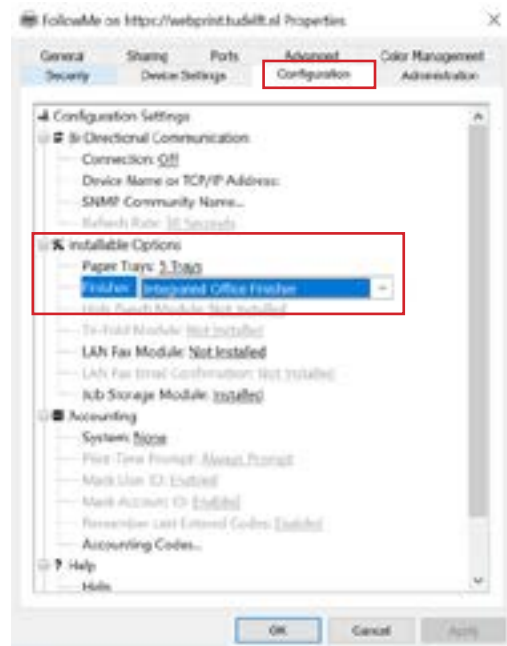 FollowMe on https://webprint.tudelft.nl Properties
General Sharing Ports Advanced Color Management
Security Device Settings Configuration Administration
Configuration Settings
Bi-Directional Communication
Connection: Off
Device Name or TCP/IP Address:
SNMP Community Name...
Refresh Rate: 30 Seconds
Installable Options
Paper Trays: 5 Trays
Finisher: Integrated Office Finisher
Hole Punch Module: Not Installed
Tri-Fold Module: Not Installed
LAN Fax Module: Not Installed
LAN Fax Email Confirmation: Not Installed
Job Storage Module: Installed
Accounting
System: None
Print-Time Prompt: Always Prompt
Mask User ID: Enabled
Mask Account ID: Enabled
Remember Last Entered Codes: Enabled
Accounting Codes...
? Help
Help
OK Cancel Apply